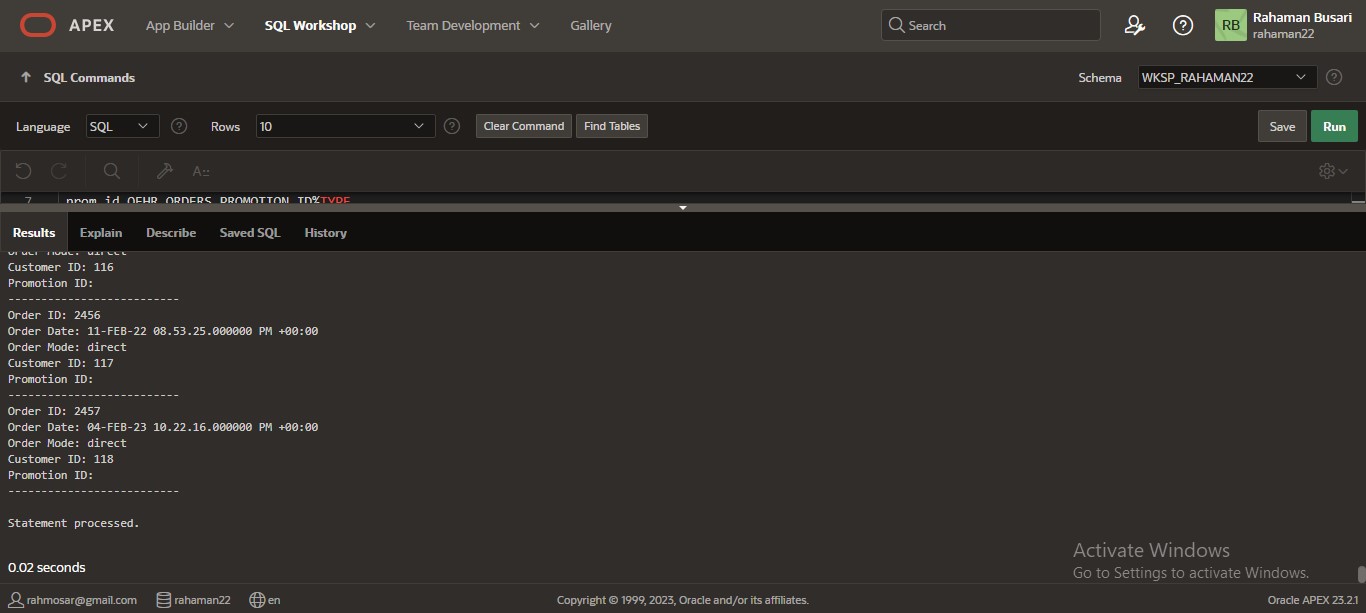 APEX App Builder SQL Workshop Team Development Gallery Search RB Rahaman Busari
rahaman22
SQL Commands Schema WKSP_RAHAMAN22
Language SQL Rows 10 Clear Command Find Tables Save Run
7 prom_id OEHR_ORDERS.PROMOTION_ID%TYPE
Results Explain Describe Saved SQL History
Order Mode: direct
Customer ID: 116
Promotion ID:
--------------------------
Order ID: 2456
Order Date: 11-FEB-22 08.53.25.000000 PM +00:00
Order Mode: direct
Customer ID: 117
Promotion ID:
--------------------------
Order ID: 2457
Order Date: 04-FEB-23 10.22.16.000000 PM +00:00
Order Mode: direct
Customer ID: 118
Promotion ID:
--------------------------
Statement processed.
0.02 seconds
Activate Windows
Go to Settings to activate Windows.
rahmosar@gmail.com rahaman22 en Copyright © 1999, 2023, Oracle and/or its affiliates. Oracle APEX 23.2.1